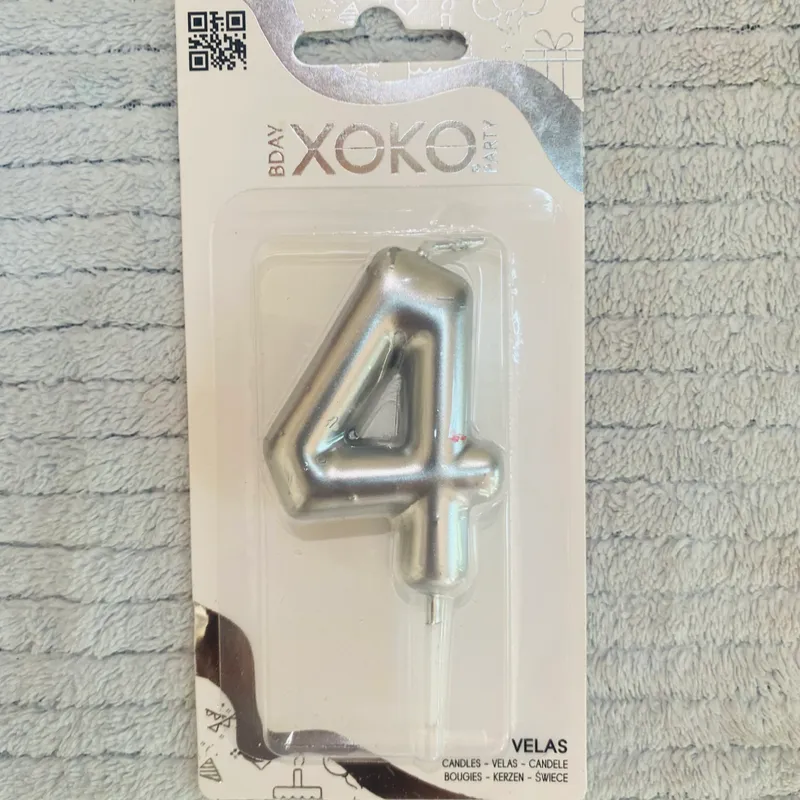 BDAY XOKO & PARTY
4
VELAS
CANDLES - VELAS - CANDELE
BOUGIES - KERZEN - ŚWIECE